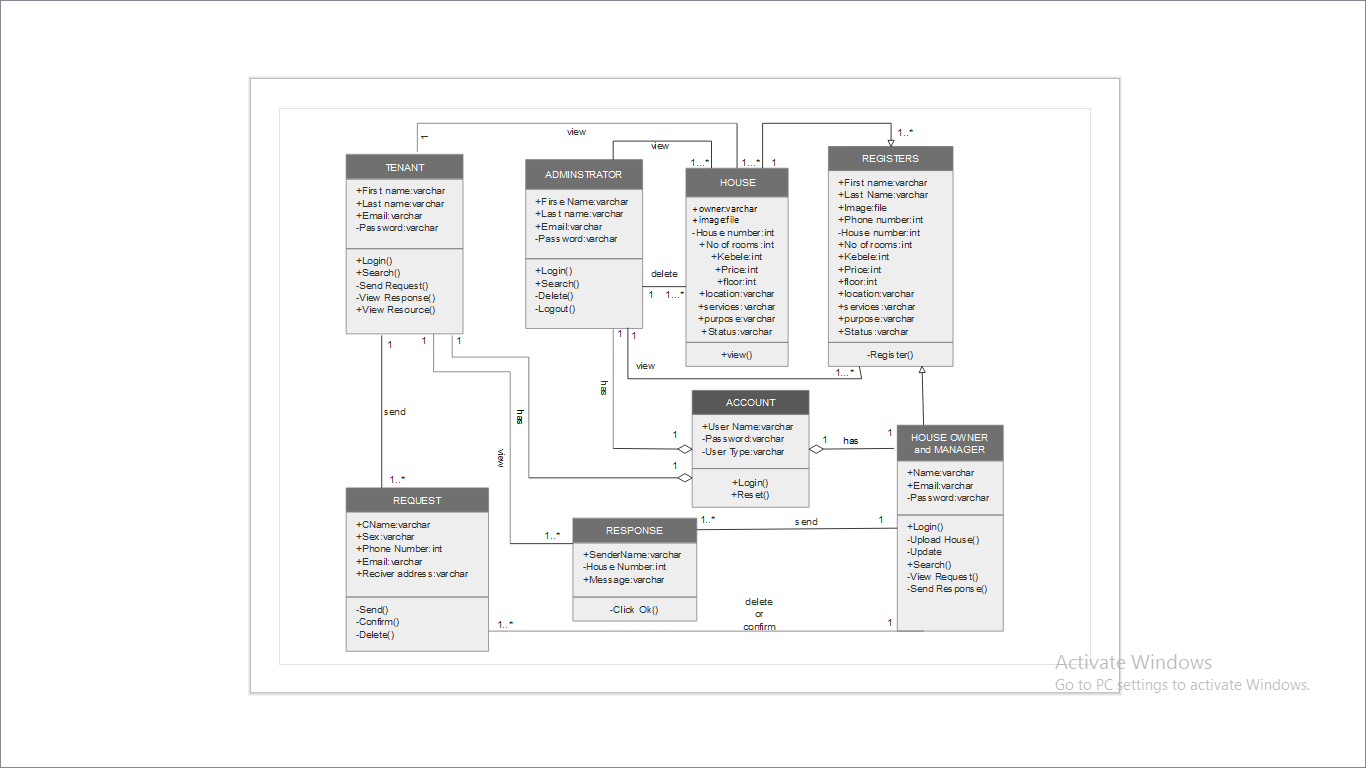 view
1
TENANT
+First name:varchar
+Last name:varchar
+Email:varchar
-Password:varchar
+Login()
+Search()
-Send Request()
-View Response()
+View Resource()
view
ADMINSTRATOR
+Firse Name:varchar
+Last name:varchar
+Email:varchar
-Password:varchar
+Login()
+Search()
-Delete()
-Logout()
1...*
1...*
1
HOUSE
+owner:varchar
+image:file
-House number:int
+No of rooms:int
+Kebele:int
+Price:int
+floor:int
+location:varchar
+services:varchar
+purpose:varchar
+Status:varchar
+view()
delete
1
1...*
1..*
REGISTERS
+First name:varchar
+Last Name:varchar
+Image:file
+Phone number:int
-House number:int
+No of rooms:int
+Kebele:int
+Price:int
+floor:int
+location:varchar
+services:varchar
+purpose:varchar
+Status:varchar
-Register()
1
1
1
1
1
view
1...*
has
send
has
view
ACCOUNT
+User Name:varchar
-Password:varchar
-User Type:varchar
+Login()
+Reset()
1
1
1
has
1
HOUSE OWNER
and MANAGER
+Name:varchar
+Email:varchar
-Password:varchar
+Login()
-Upload House()
-Update
+Search()
-View Request()
-Send Response()
1..*
REQUEST
+CName:varchar
+Sex:varchar
+Phone Number:int
+Email:varchar
+Reciver address:varchar
-Send()
-Confirm()
-Delete()
1..*
RESPONSE
+SenderName:varchar
-House Number:int
+Message:varchar
-Click Ok()
1..*
send
1
1..*
delete
or
confirm
1
Activate Windows
Go to PC settings to activate Windows.